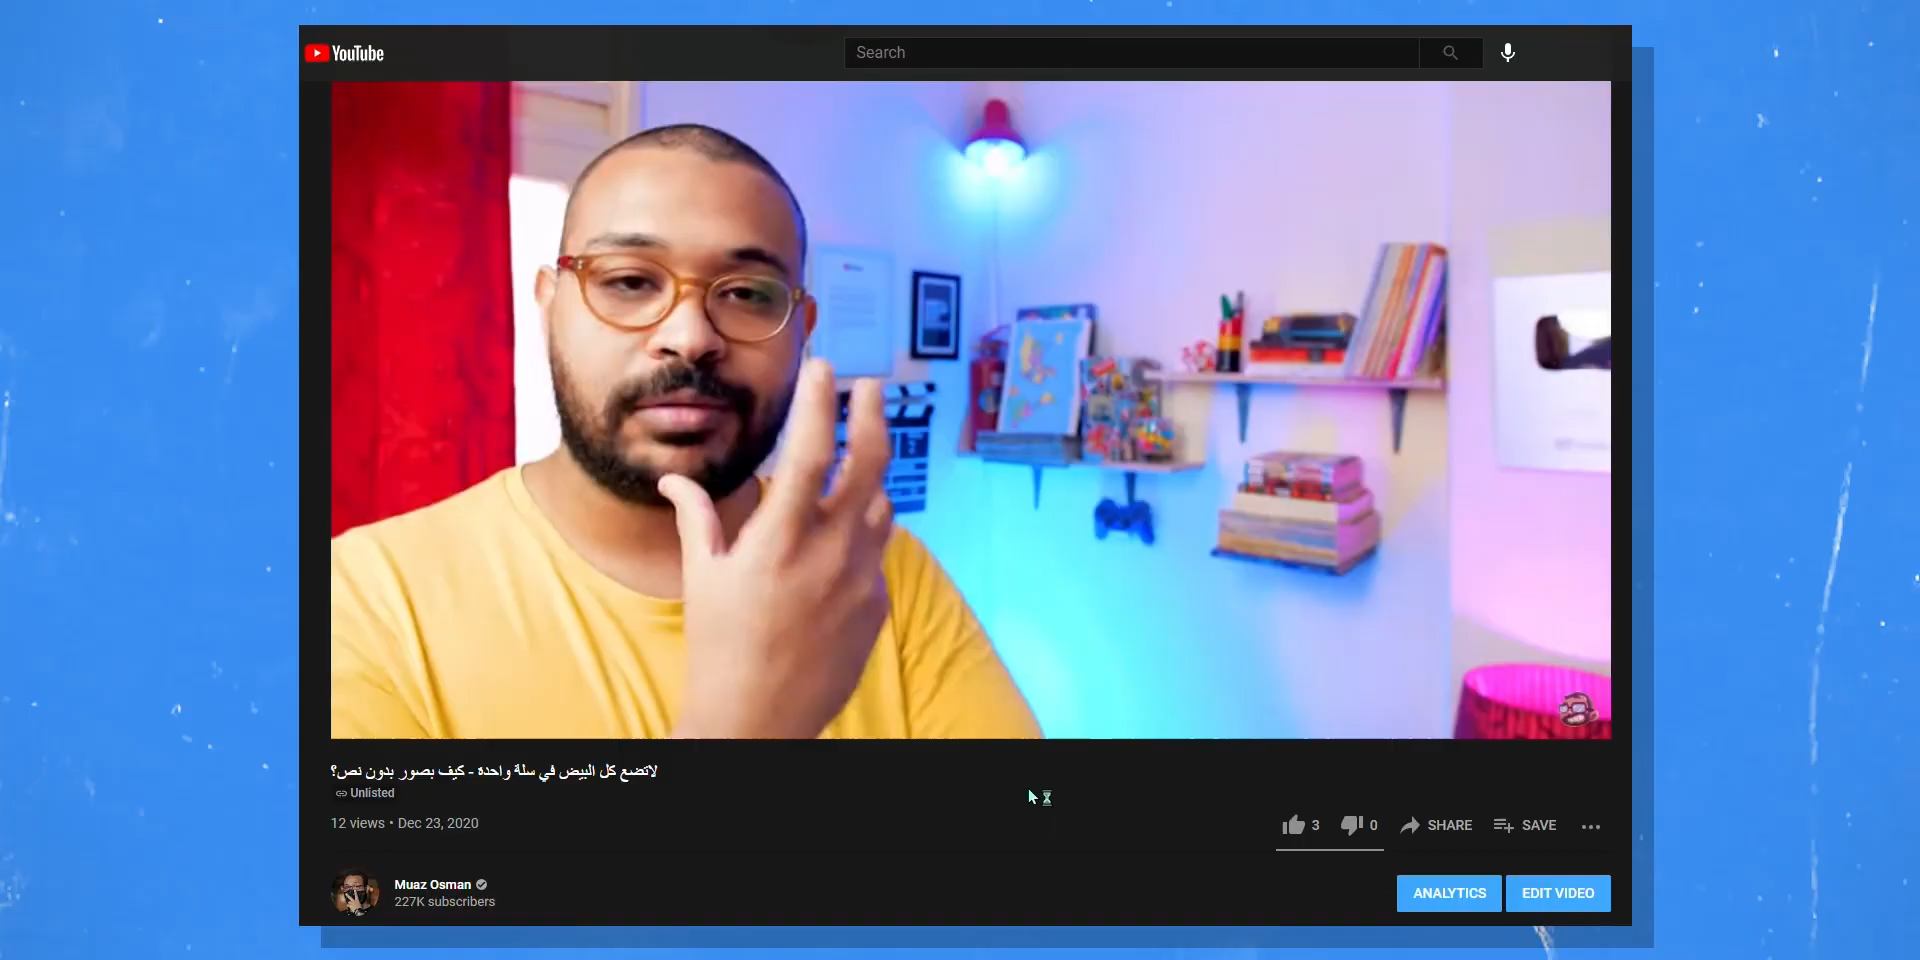 YouTube
Search
لاتضع كل البيض في سلة واحدة - كيف بصور بدون نص؟
Unlisted
12 views • Dec 23, 2020
3
0
SHARE
SAVE
Muaz Osman
227K subscribers
ANALYTICS
EDIT VIDEO